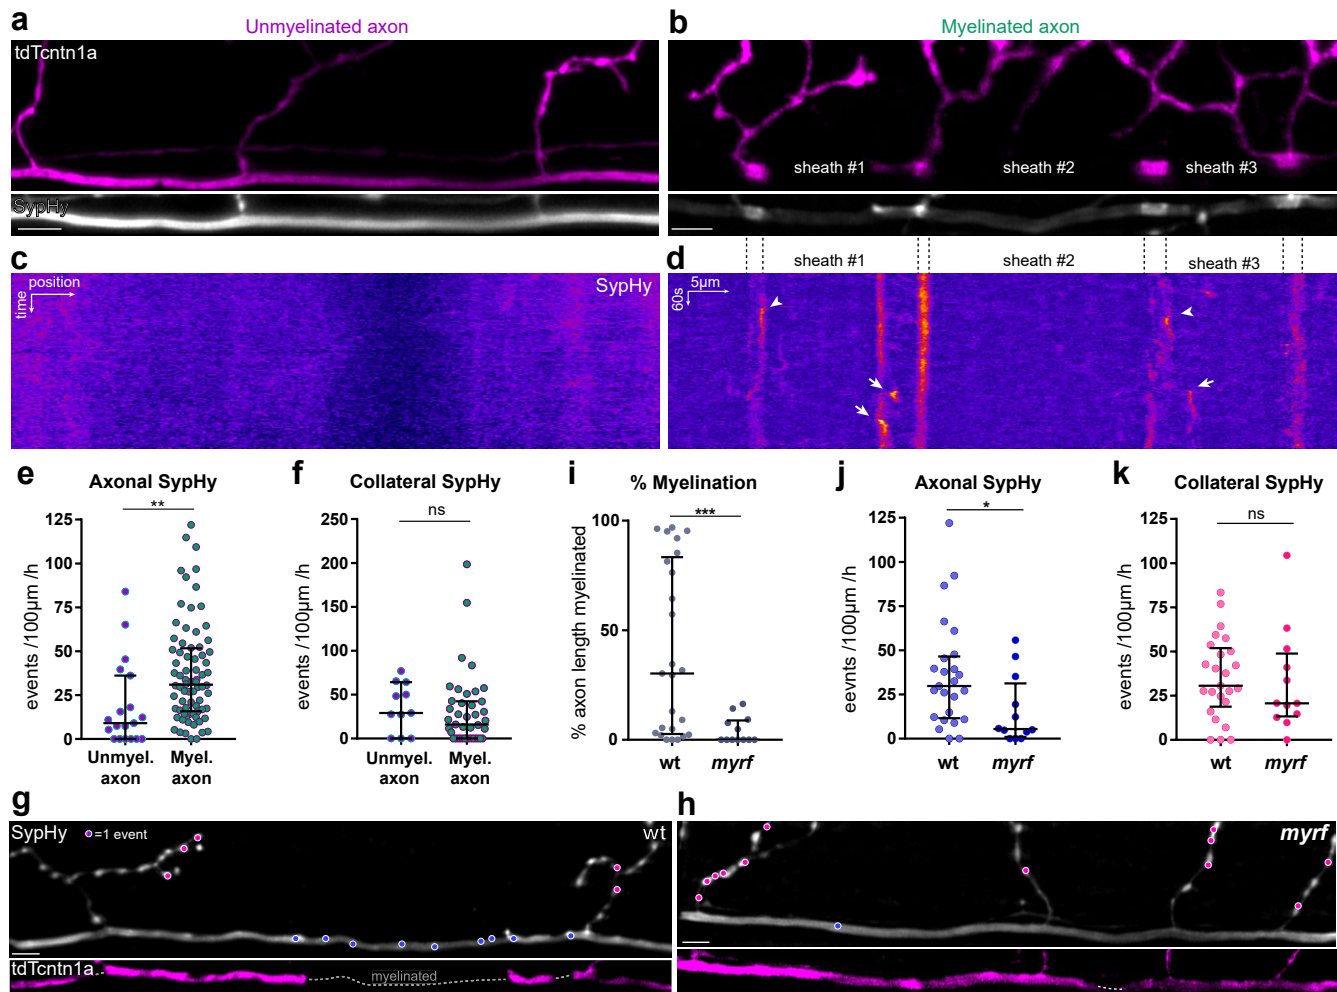 a
Unmyelinated axon
tdTcntn1a
SypHy
b
Myelinated axon
sheath #1
sheath #2
sheath #3
c
position
time
SypHy
d
sheath #1
sheath #2
sheath #3
5µm
60s
e
Axonal SypHy
**
events /100µm /h
125
100
75
50
25
0
Unmyel.
axon
Myel.
axon
f
Collateral SypHy
ns
events /100µm /h
250
200
150
100
50
0
Unmyel.
axon
Myel.
axon
i
% Myelination
***
% axon length myelinated
100
50
0
wt
myrf
j
Axonal SypHy
*
eevnts /100µm /h
125
100
75
50
25
0
wt
myrf
k
Collateral SypHy
ns
events /100µm /h
125
100
75
50
25
0
wt
myrf
g
SypHy
=1 event
wt
tdTcntn1a
myelinated
h
myrf